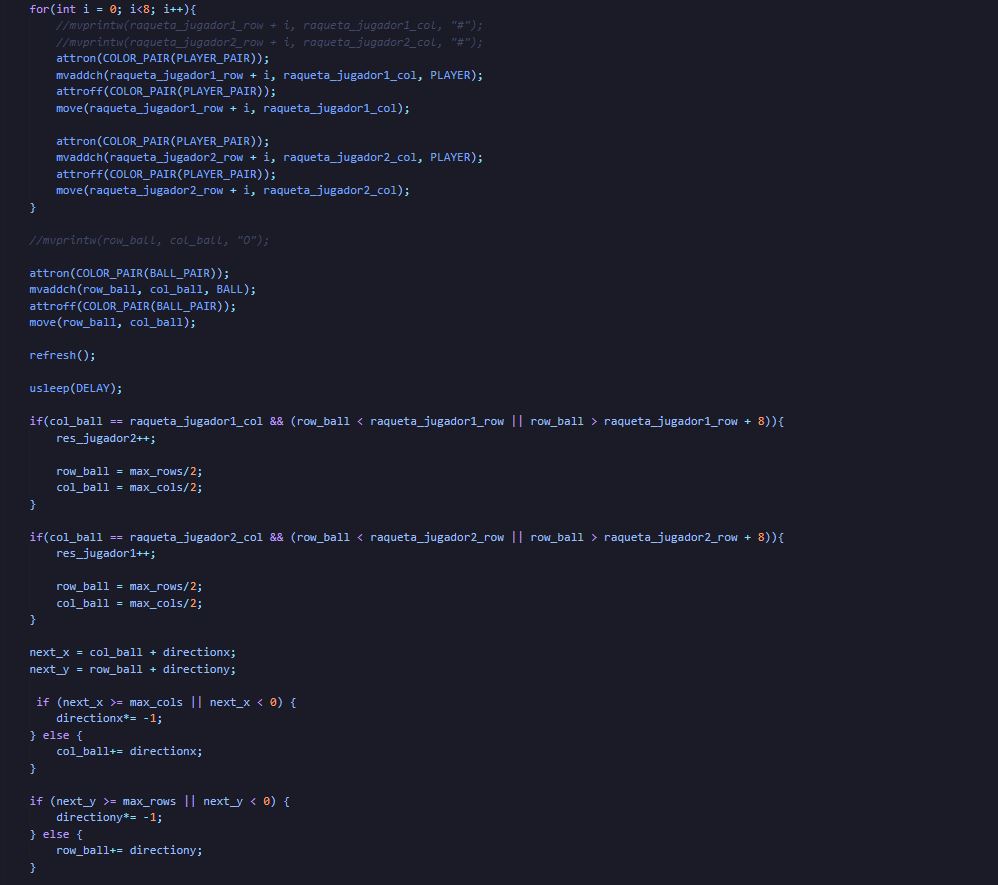 for(int i = 0; i<8; i++){
//mvprintw(raqueta_jugador1_row + i, raqueta_jugador1_col, "#");
//mvprintw(raqueta_jugador2_row + i, raqueta_jugador2_col, "#");
attron(COLOR_PAIR(PLAYER_PAIR));
mvaddch(raqueta_jugador1_row + i, raqueta_jugador1_col, PLAYER);
attroff(COLOR_PAIR(PLAYER_PAIR));
move(raqueta_jugador1_row + i, raqueta_jugador1_col);
attron(COLOR_PAIR(PLAYER_PAIR));
mvaddch(raqueta_jugador2_row + i, raqueta_jugador2_col, PLAYER);
attroff(COLOR_PAIR(PLAYER_PAIR));
move(raqueta_jugador2_row + i, raqueta_jugador2_col);
}
//mvprintw(row_ball, col_ball, "O");
attron(COLOR_PAIR(BALL_PAIR));
mvaddch(row_ball, col_ball, BALL);
attroff(COLOR_PAIR(BALL_PAIR));
move(row_ball, col_ball);
refresh();
usleep(DELAY);
if(col_ball == raqueta_jugador1_col && (row_ball < raqueta_jugador1_row || row_ball > raqueta_jugador1_row + 8)){
res_jugador2++;
row_ball = max_rows/2;
col_ball = max_cols/2;
}
if(col_ball == raqueta_jugador2_col && (row_ball < raqueta_jugador2_row || row_ball > raqueta_jugador2_row + 8)){
res_jugador1++;
row_ball = max_rows/2;
col_ball = max_cols/2;
}
next_x = col_ball + directionx;
next_y = row_ball + directiony;
if (next_x >= max_cols || next_x < 0) {
directionx*= -1;
} else {
col_ball+= directionx;
}
if (next_y >= max_rows || next_y < 0) {
directiony*= -1;
} else {
row_ball+= directiony;
}